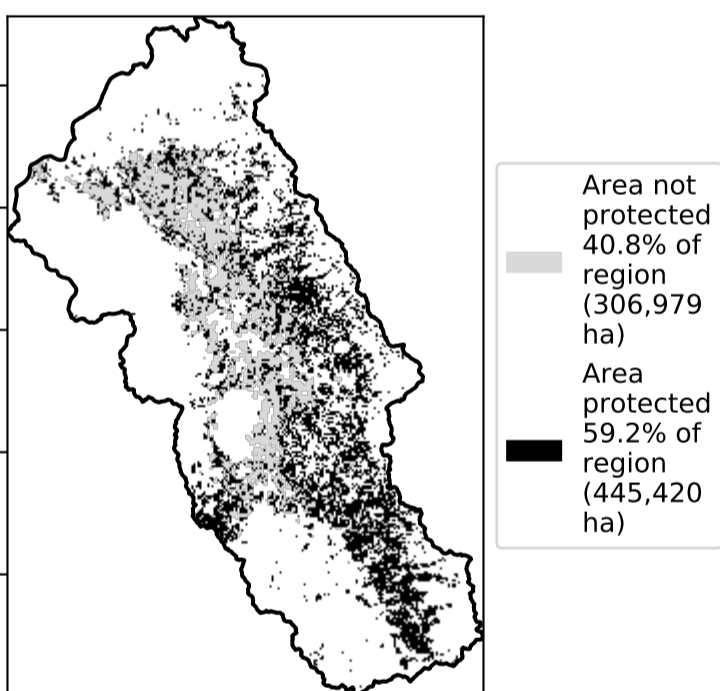 Area not
protected
40.8% of
region
(306,979
ha)
Area
protected
59.2% of
region
(445,420
ha)